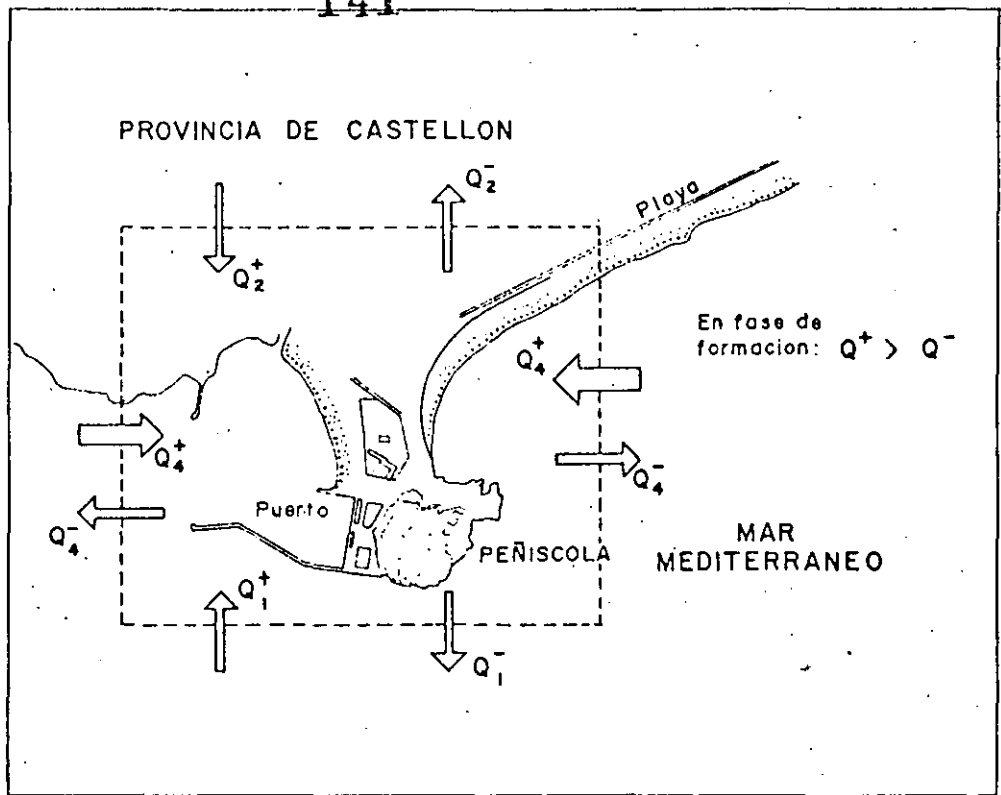 141
PROVINCIA DE CASTELLON
Q₂⁻
Playa
Q₂⁺
En fase de
formacion: Q⁺ > Q⁻
Q₄⁺
Q₄⁺
Q₄⁻
Puerto
Q₄⁻
PEÑISCOLA
MAR
MEDITERRANEO
Q₁⁺
Q₁⁻